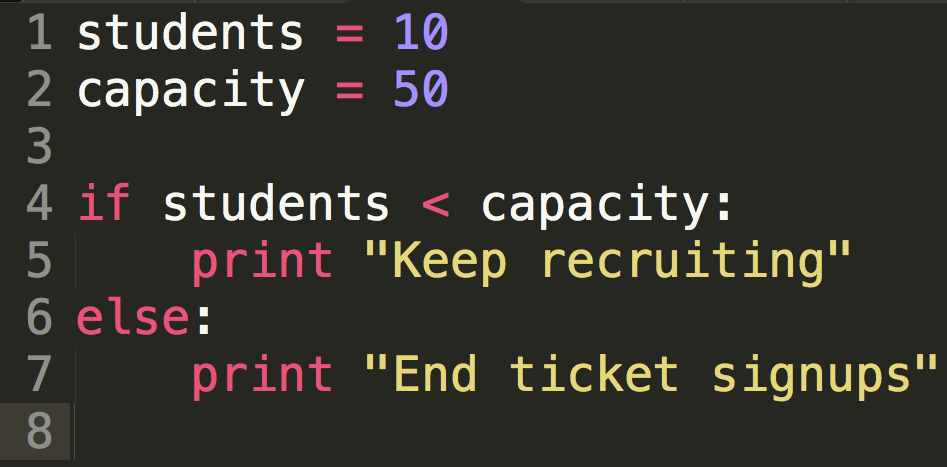 1 students = 10
2 capacity = 50
3
4 if students < capacity:
5     print "Keep recruiting"
6 else:
7     print "End ticket signups"
8